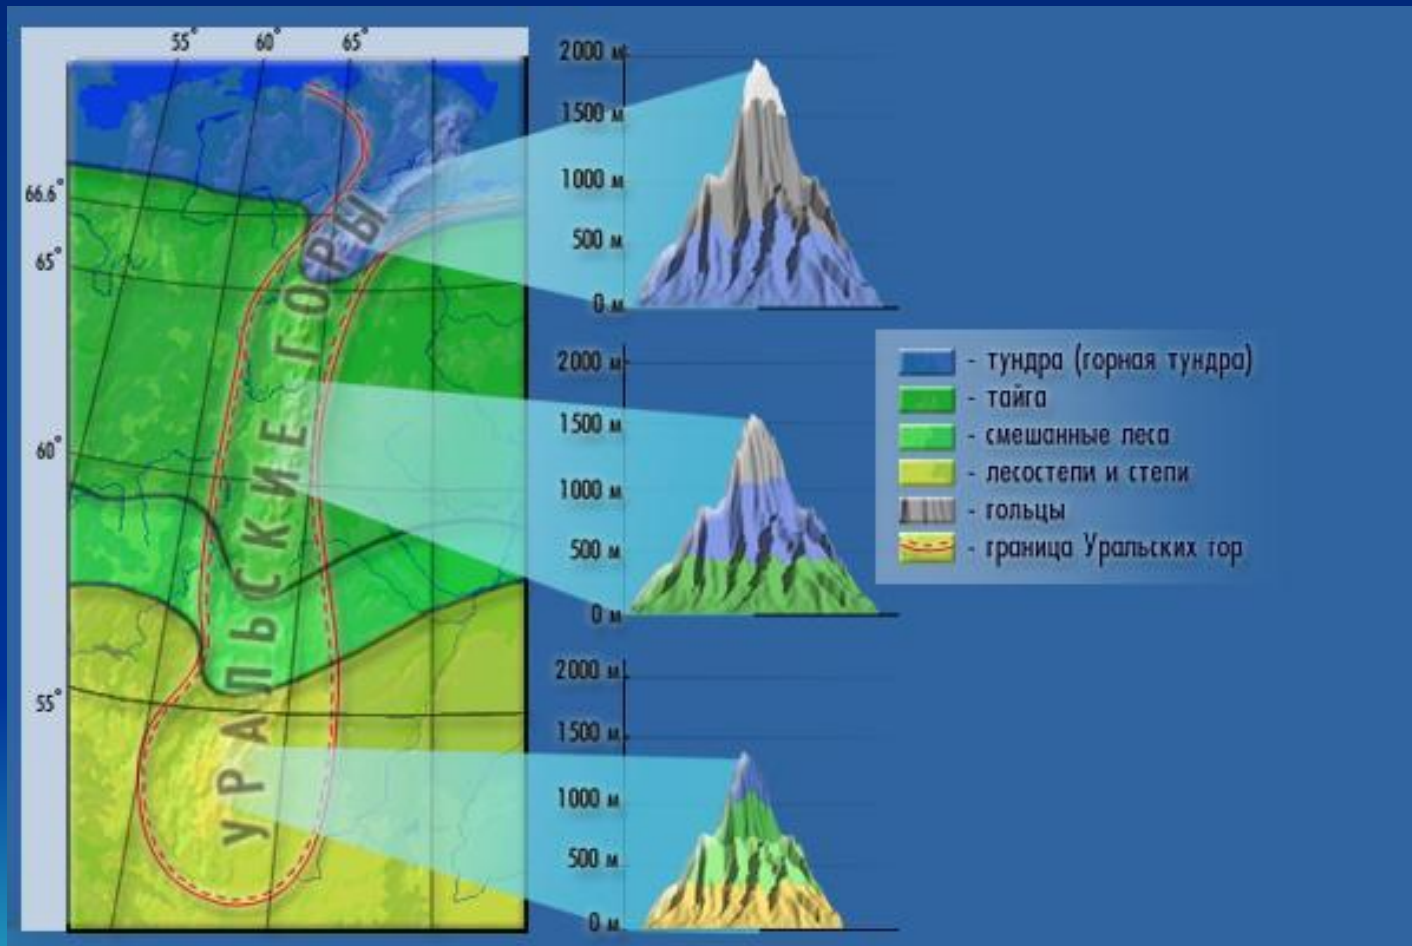 55° 60° 65°
66.6°
65°
60°
55°
УРАЛЬСКИЕ ГОРЫ
2000 м
1500 м
1000 м
500 м
0 м
2000 м
1500 м
1000 м
500 м
0 м
2000 м
1500 м
1000 м
500 м
0 м
- тундра (горная тундра)
- тайга
- смешанные леса
- лесостепи и степи
- гольцы
- граница Уральских гор